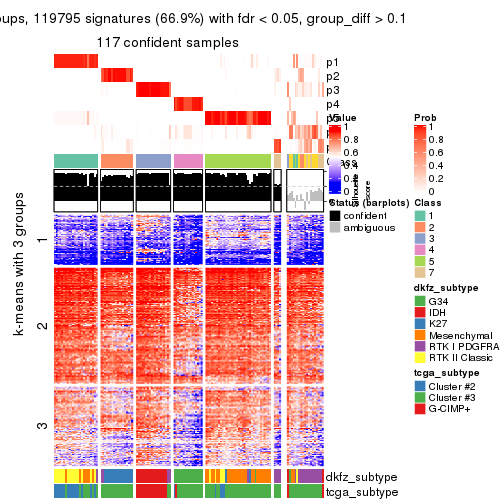 oups, 119795 signatures (66.9%) with fdr < 0.05, group_diff > 0.1
117 confident samples
p1
p2
p3
p4
Value
1
0.8
0.6
0.4
0.2
0
Prob
1
0.8
0.6
0.4
0.2
0
Silhouette
score
Status (barplots)
confident
ambiguous
Class
1
2
3
4
5
7
dkfz_subtype
G34
IDH
K27
Mesenchymal
RTK I PDGFRA
RTK II Classic
tcga_subtype
Cluster #2
Cluster #3
G-CIMP+
k-means with 3 groups
1
2
3
dkfz_subtype
tcga_subtype